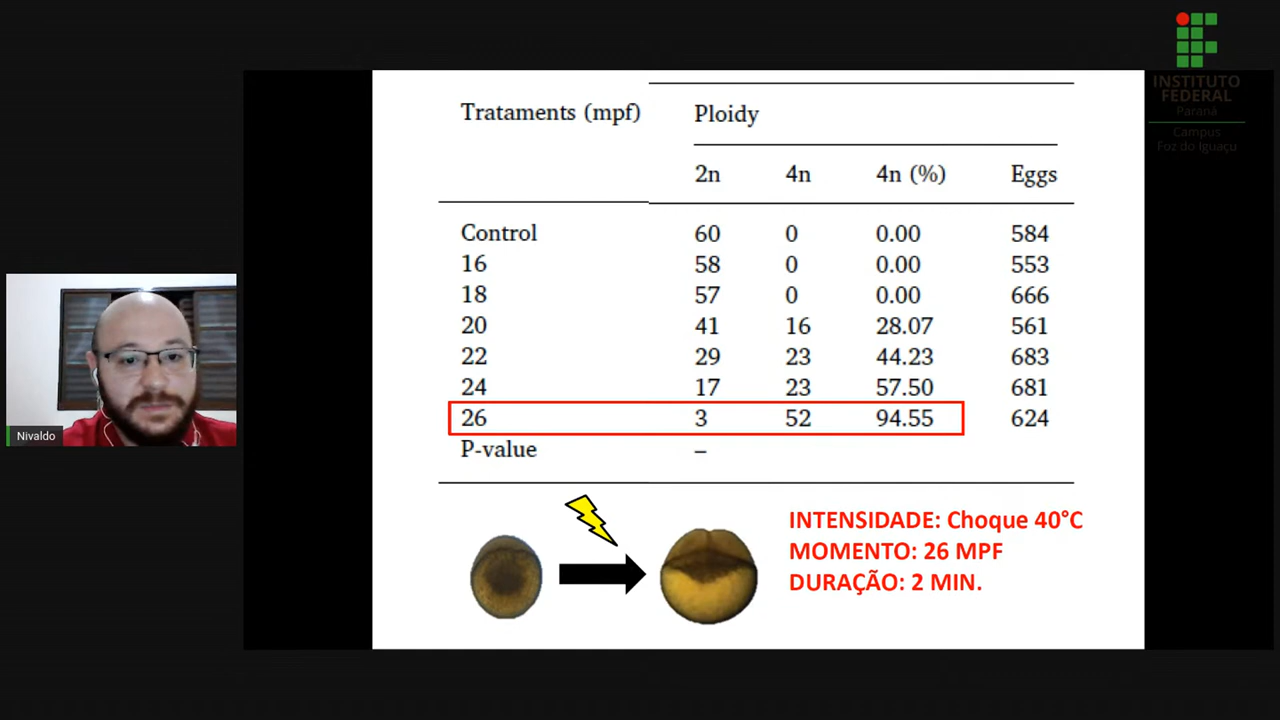 INSTITUTO
FEDERAL
Paraná
Campus
Foz do Iguaçu
Trataments (mpf) Ploidy
2n 4n 4n (%) Eggs
Control 60 0 0.00 584
16 58 0 0.00 553
18 57 0 0.00 666
20 41 16 28.07 561
22 29 23 44.23 683
24 17 23 57.50 681
26 3 52 94.55 624
P-value –
INTENSIDADE: Choque 40°C
MOMENTO: 26 MPF
DURAÇÃO: 2 MIN.
Nivaldo